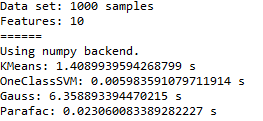 Data set: 1000 samples
Features: 10
======
Using numpy backend.
KMeans: 1.4089939594268799 s
OneClassSVM: 0.005983591079711914 s
Gauss: 6.358893394470215 s
Parafac: 0.023060083389282227 s